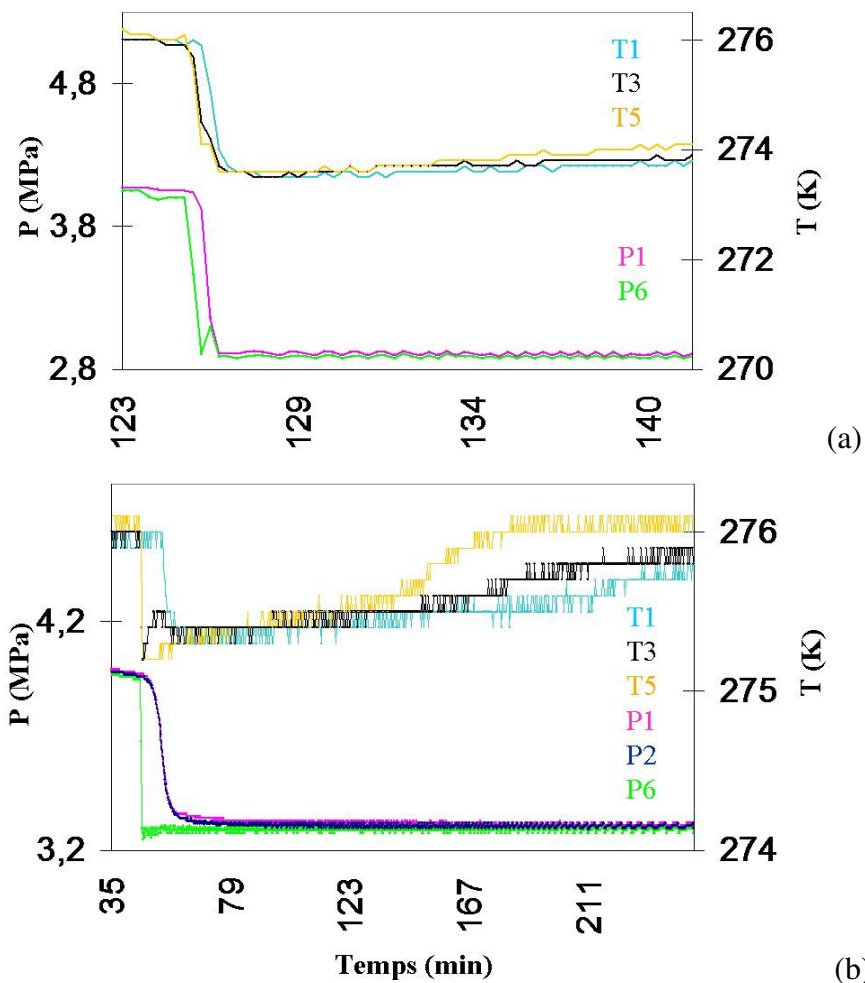 4,8
3,8
2,8
P (MPa)
276
274
272
270
T (K)
T1
T3
T5
P1
P6
123
129
134
140
(a)
4,2
3,2
P (MPa)
276
275
274
T (K)
T1
T3
T5
P1
P2
P6
35
79
123
167
211
Temps (min)
(b)